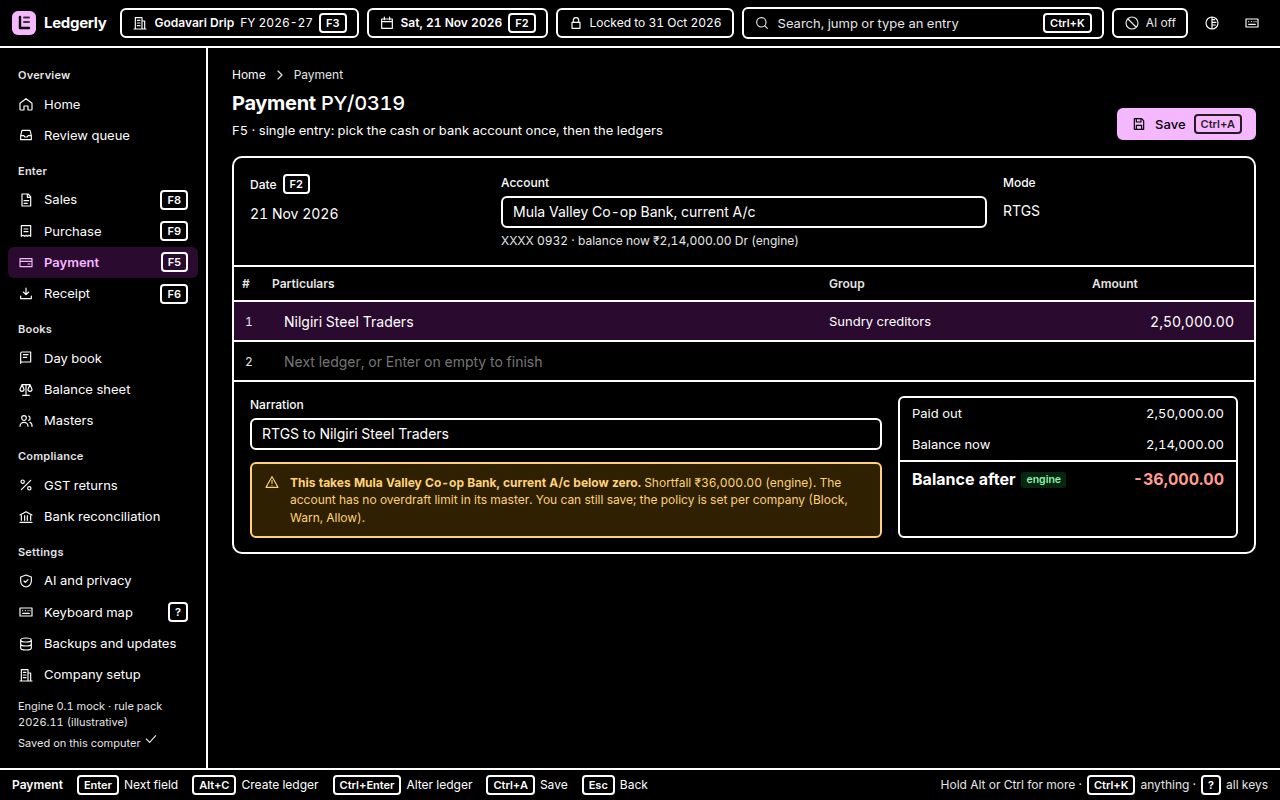 Ledgerly
Godavari Drip FY 2026-27 F3
Sat, 21 Nov 2026 F2
Locked to 31 Oct 2026
Search, jump or type an entry Ctrl+K
AI off
Overview
Home
Review queue
Enter
Sales F8
Purchase F9
Payment F5
Receipt F6
Books
Day book
Balance sheet
Masters
Compliance
GST returns
Bank reconciliation
Settings
AI and privacy
Keyboard map ?
Backups and updates
Company setup
Engine 0.1 mock · rule pack
2026.11 (illustrative)
Saved on this computer
Home > Payment
Payment PY/0319
F5 · single entry: pick the cash or bank account once, then the ledgers
Save Ctrl+A
Date F2
21 Nov 2026
Account
Mula Valley Co-op Bank, current A/c
XXXX 0932 · balance now ₹2,14,000.00 Dr (engine)
Mode
RTGS
# Particulars Group Amount
1 Nilgiri Steel Traders Sundry creditors 2,50,000.00
2 Next ledger, or Enter on empty to finish
Narration
RTGS to Nilgiri Steel Traders
This takes Mula Valley Co-op Bank, current A/c below zero. Shortfall ₹36,000.00 (engine). The
account has no overdraft limit in its master. You can still save; the policy is set per company (Block,
Warn, Allow).
Paid out 2,50,000.00
Balance now 2,14,000.00
Balance after engine -36,000.00
Payment Enter Next field Alt+C Create ledger Ctrl+Enter Alter ledger Ctrl+A Save Esc Back
Hold Alt or Ctrl for more · Ctrl+K anything · ? all keys